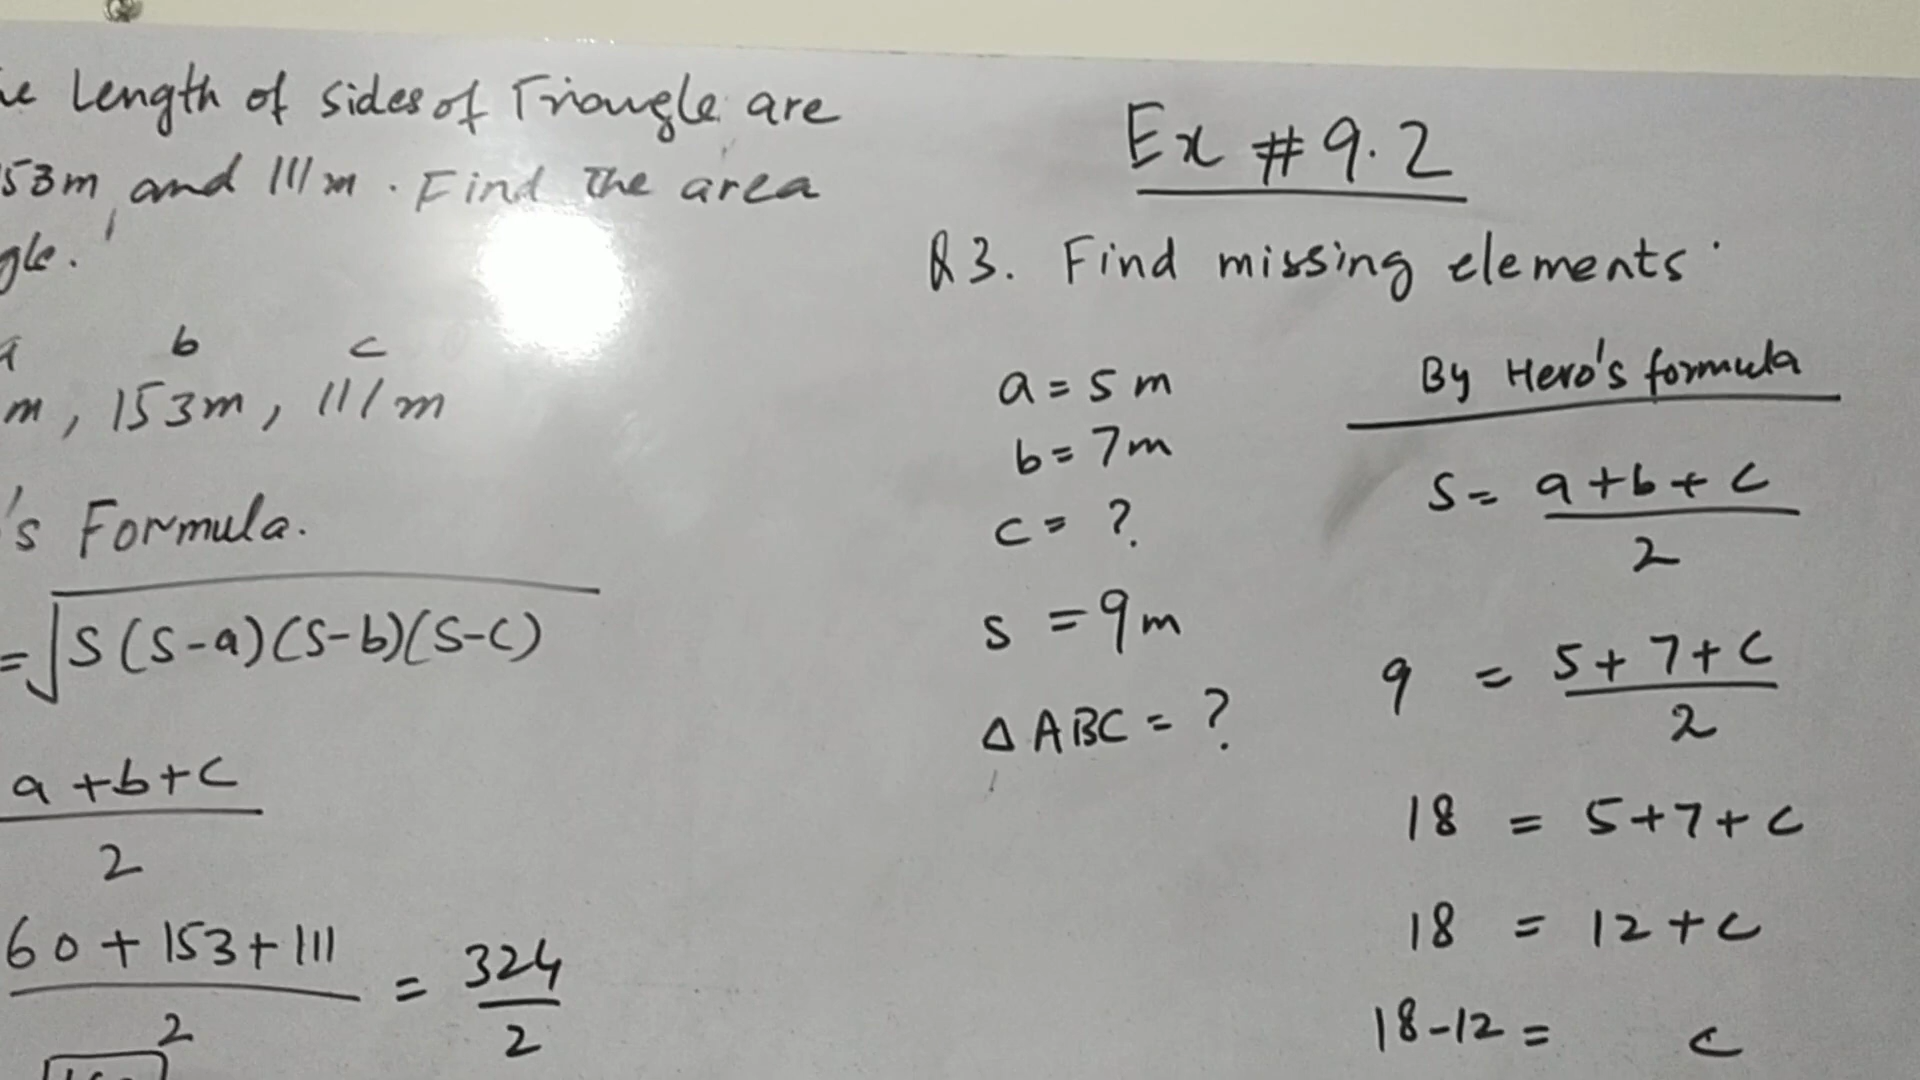 Length of sides of Triangle are
53m, and 111m. Find the area
gle.
a b c
m, 153m, 111m
's Formula.
=√S(S-a)(S-b)(S-c)
a+b+c
2
60+153+111 = 324
2 2
Ex #9.2
Q3. Find missing elements.
a=5m
b=7m
c=?
s=9m
Δ ABC=?
By Hero's formula
S= a+b+c
2
9 = 5+7+c
2
18 = 5+7+c
18 = 12+c
18-12= c